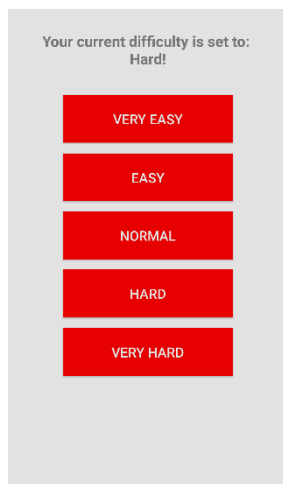 Your current difficulty is set to:
Hard!
VERY EASY
EASY
NORMAL
HARD
VERY HARD